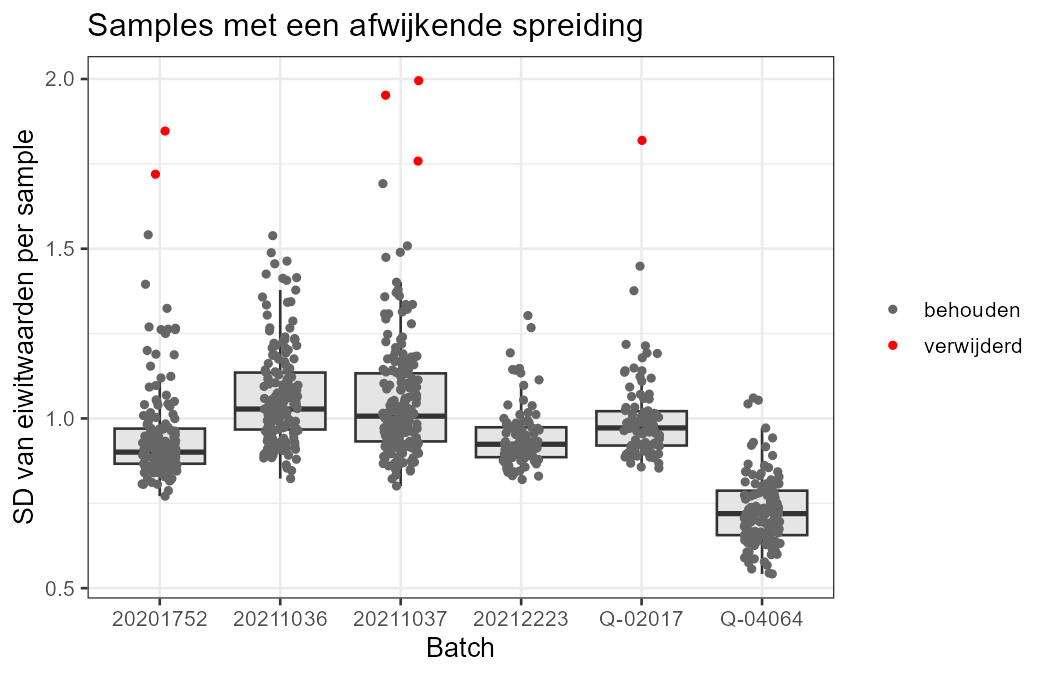 Samples met een afwijkende spreiding
SD van eiwitwaarden per sample
2.0
1.5
1.0
0.5
20201752 20211036 20211037 20212223 Q-02017 Q-04064
Batch
behouden
verwijderd